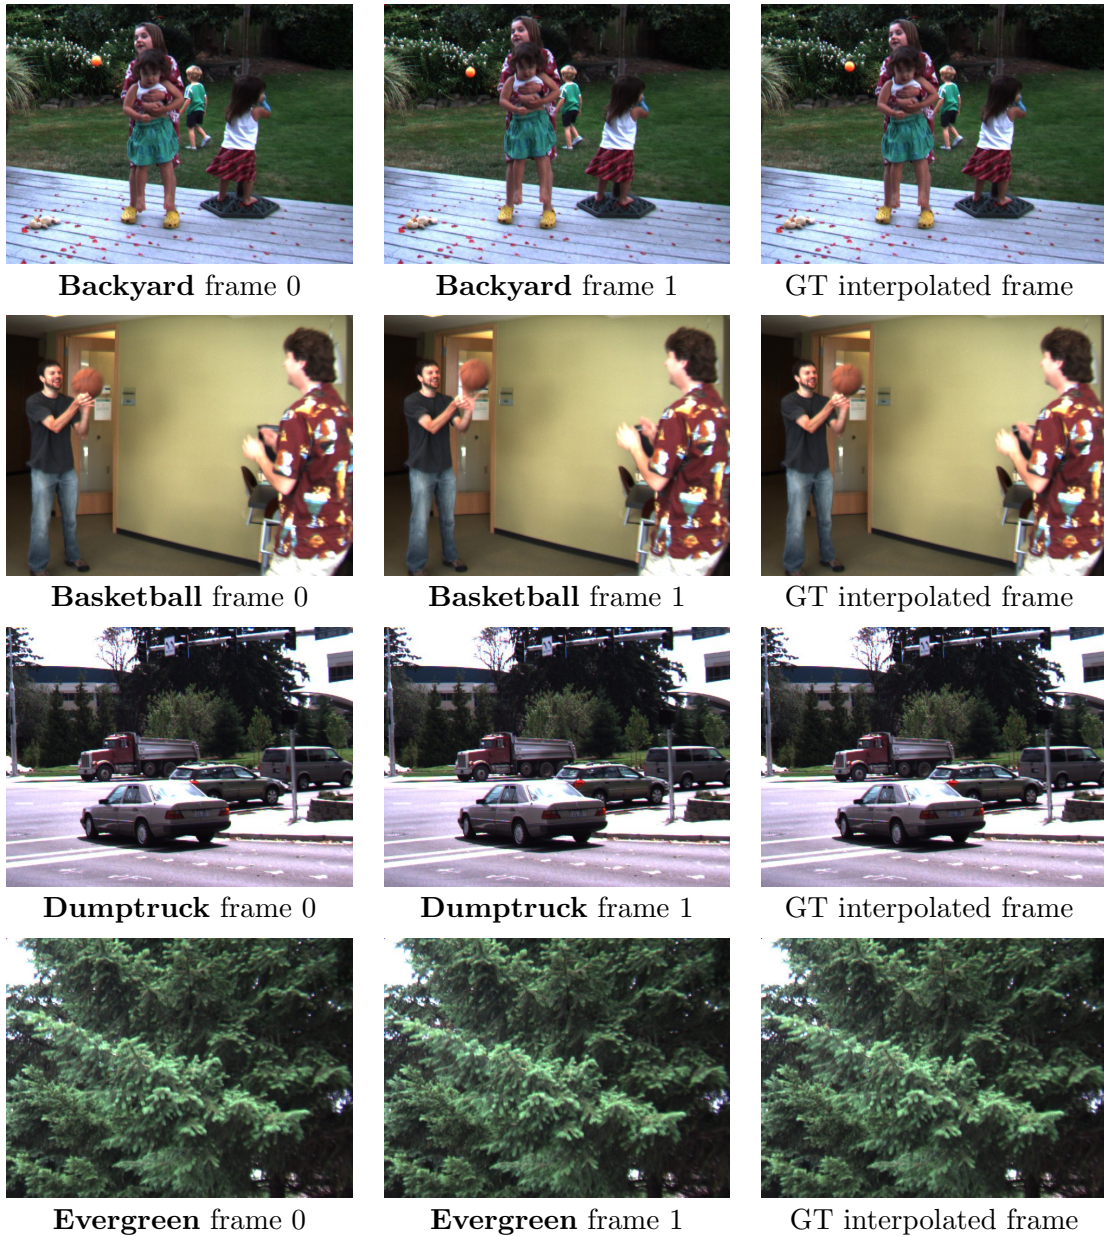 Backyard frame 0
Backyard frame 1
GT interpolated frame
Basketball frame 0
Basketball frame 1
GT interpolated frame
Dumptruck frame 0
Dumptruck frame 1
GT interpolated frame
Evergreen frame 0
Evergreen frame 1
GT interpolated frame